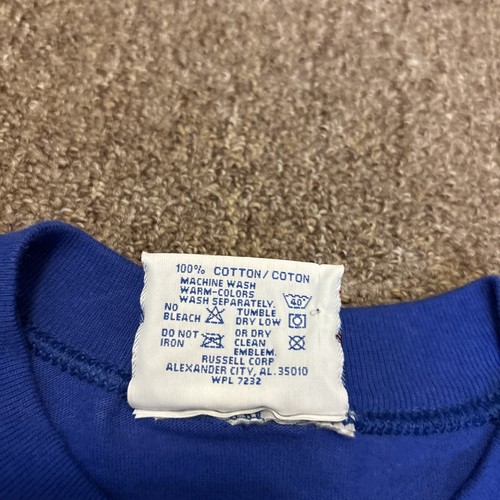 100% COTTON/COTON
MACHINE WASH
WARM-COLORS
WASH SEPARATELY. 40°
NO TUMBLE
BLEACH DRY LOW
DO NOT OR DRY
IRON CLEAN
EMBLEM.
RUSSELL CORP
ALEXANDER CITY, AL. 35010
WPL 7232